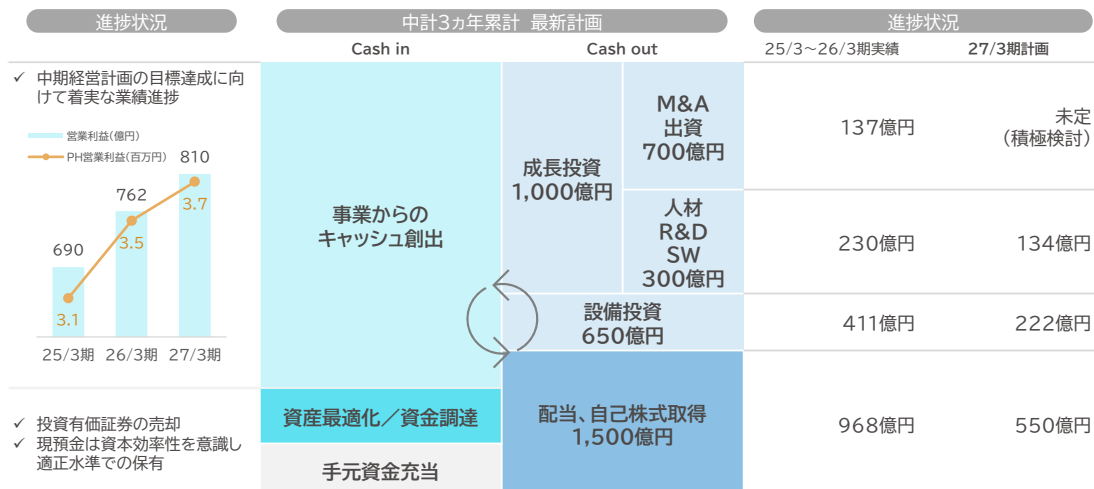 進捗状況
中計3ヵ年累計 最新計画
進捗状況
Cash in
Cash out
25/3～26/3期実績
27/3期計画
✓ 中期経営計画の目標達成に向
けて着実な業績進捗
営業利益(億円)
PH営業利益(百万円)
690
762
810
3.1
3.5
3.7
25/3期
26/3期
27/3期
✓ 投資有価証券の売却
✓ 現預金は資本効率性を意識し
適正水準での保有
事業からの
キャッシュ創出
資産最適化／資金調達
手元資金充当
成長投資
1,000億円
M&A
出資
700億円
人材
R&D
SW
300億円
設備投資
650億円
配当、自己株式取得
1,500億円
137億円
未定
(積極検討)
230億円
134億円
411億円
222億円
968億円
550億円